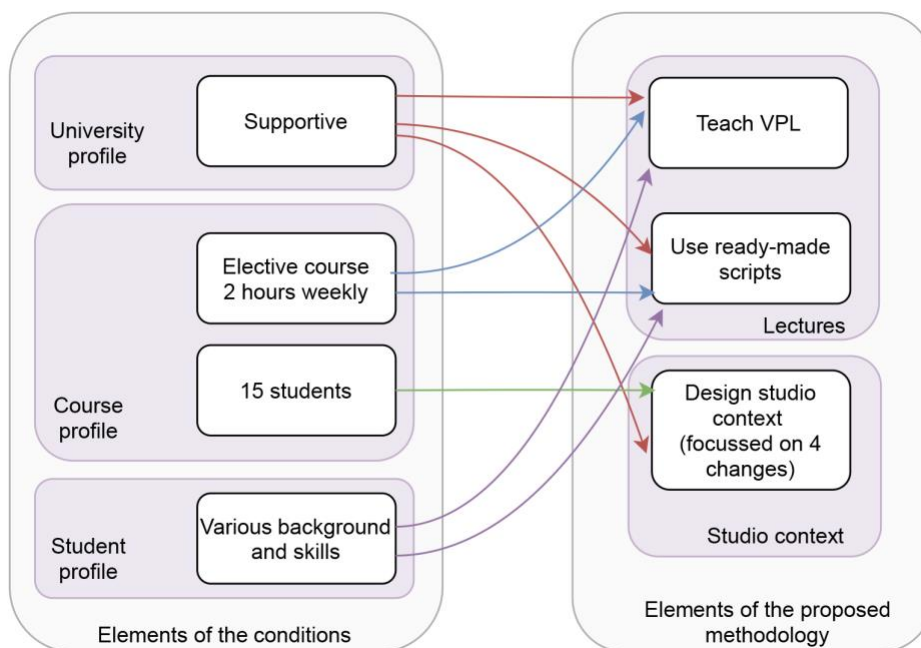 University
profile
Supportive
Elective course
2 hours weekly
15 students
Course
profile
Various background
and skills
Student
profile
Elements of the conditions
Teach VPL
Use ready-made
scripts
Lectures
Design studio
context
(focussed on 4
changes)
Studio context
Elements of the proposed
methodology